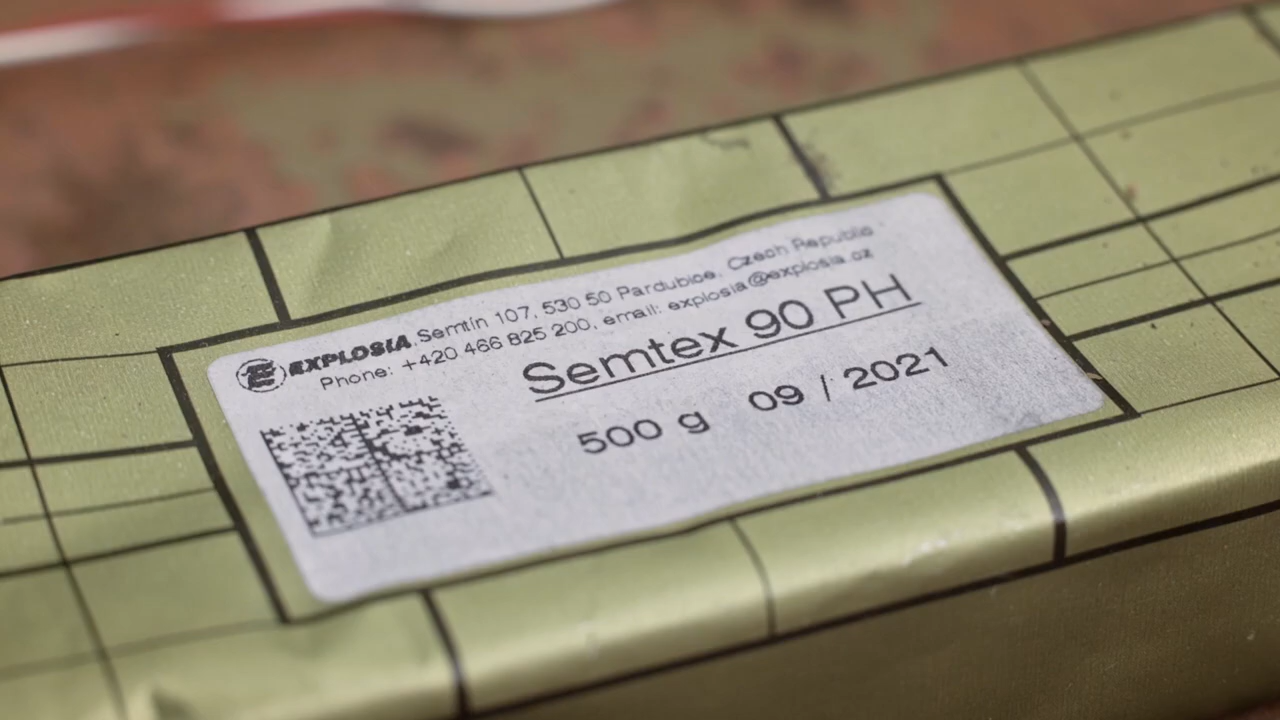 EXPLOSIA, Semtín 107, 530 50 Pardubice, Czech Republic
Phone: +420 466 825 200, email: explosia@explosia.cz
Semtex 90 PH
500 g 09 / 2021